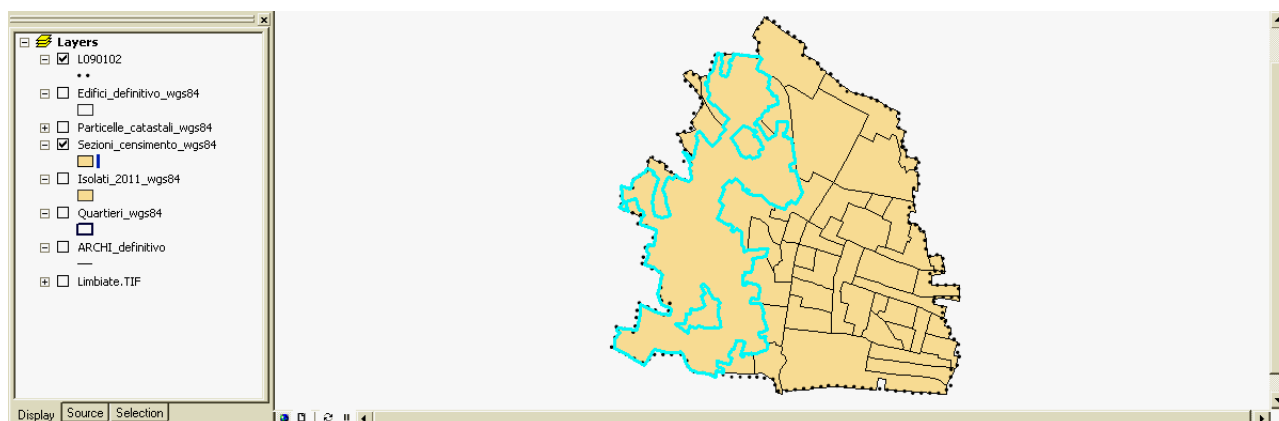 Layers
L090102
Edifici_definitivo_wgs84
Particelle_catastali_wgs84
Sezioni_censimento_wgs84
Isolati_2011_wgs84
Quartieri_wgs84
ARCHI_definitivo
Limbiate.TIF
Display Source Selection